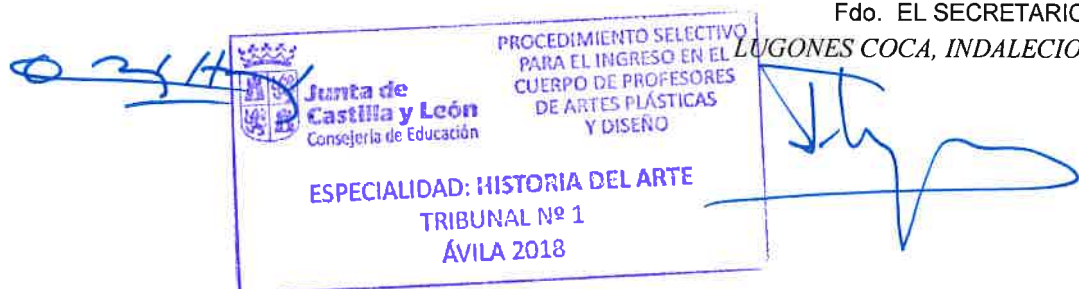 Fdo. EL SECRETARIO
LUGONES COCA, INDALECIO
Junta de
Castilla y León
Consejería de Educación
PROCEDIMIENTO SELECTIVO
PARA EL INGRESO EN EL
CUERPO DE PROFESORES
DE ARTES PLÁSTICAS
Y DISEÑO
ESPECIALIDAD: HISTORIA DEL ARTE
TRIBUNAL Nº 1
ÁVILA 2018